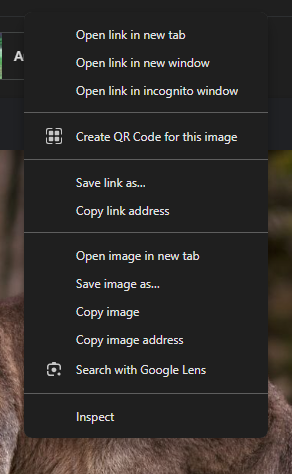 Open link in new tab
Open link in new window
Open link in incognito window
Create QR Code for this image
Save link as...
Copy link address
Open image in new tab
Save image as...
Copy image
Copy image address
Search with Google Lens
Inspect